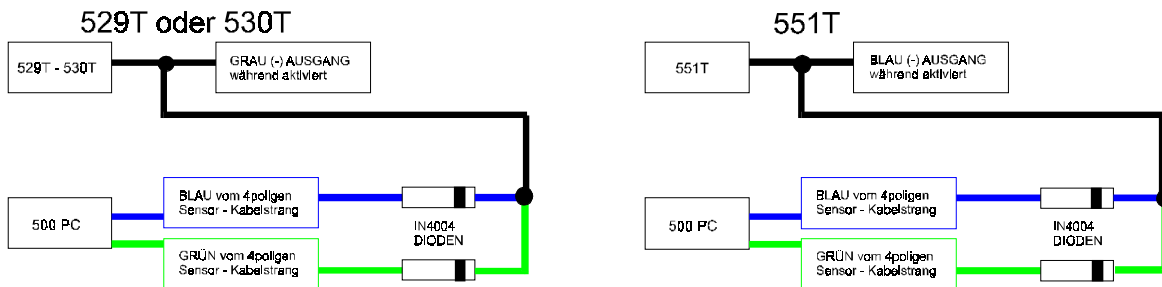 529T oder 530T
529T - 530T
GRAU (-) AUSGANG
während aktiviert
BLAU vom 4poligen
Sensor - Kabelstrang
500 PC
IN4004
DIODEN
GRÜN vom 4poligen
Sensor - Kabelstrang
551T
551T
BLAU (-) AUSGANG
während aktiviert
BLAU vom 4poligen
Sensor - Kabelstrang
500 PC
IN4004
DIODEN
GRÜN vom 4poligen
Sensor - Kabelstrang